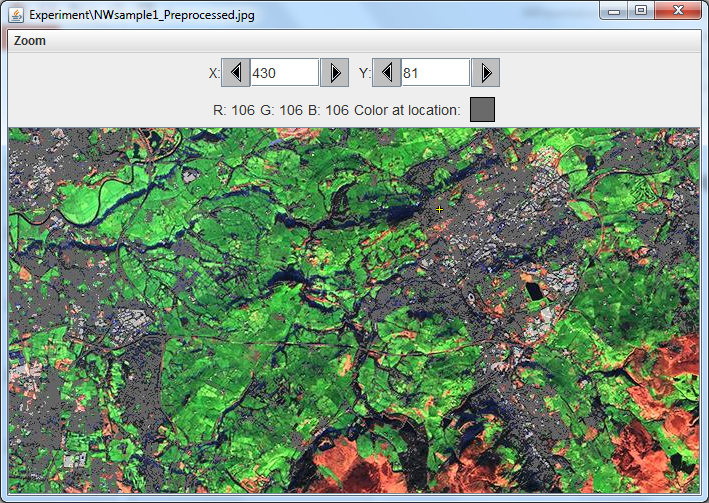 Experiment\NWsample1_Preprocessed.jpg
Zoom
X: 430 Y: 81
R: 106 G: 106 B: 106 Color at location: